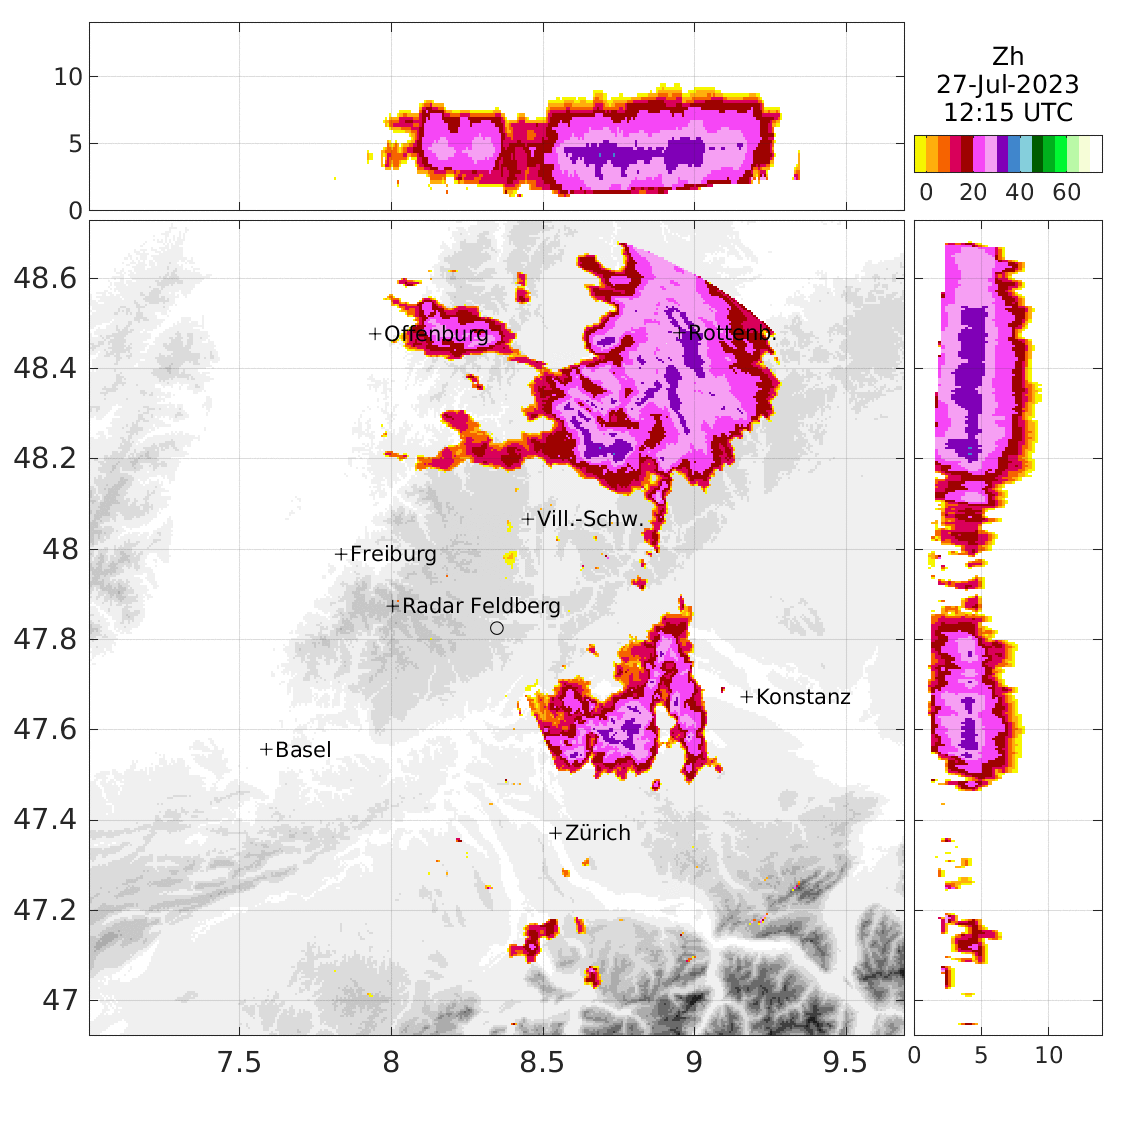 10
5
0
Zh
27-Jul-2023
12:15 UTC
0 20 40 60
48.6
48.4
48.2
48
47.8
47.6
47.4
47.2
47
+Offenburg
+Rottenb.
+Vill.-Schw.
+Freiburg
+Radar Feldberg
+Konstanz
+Basel
+Zürich
7.5 8 8.5 9 9.5
0 5 10